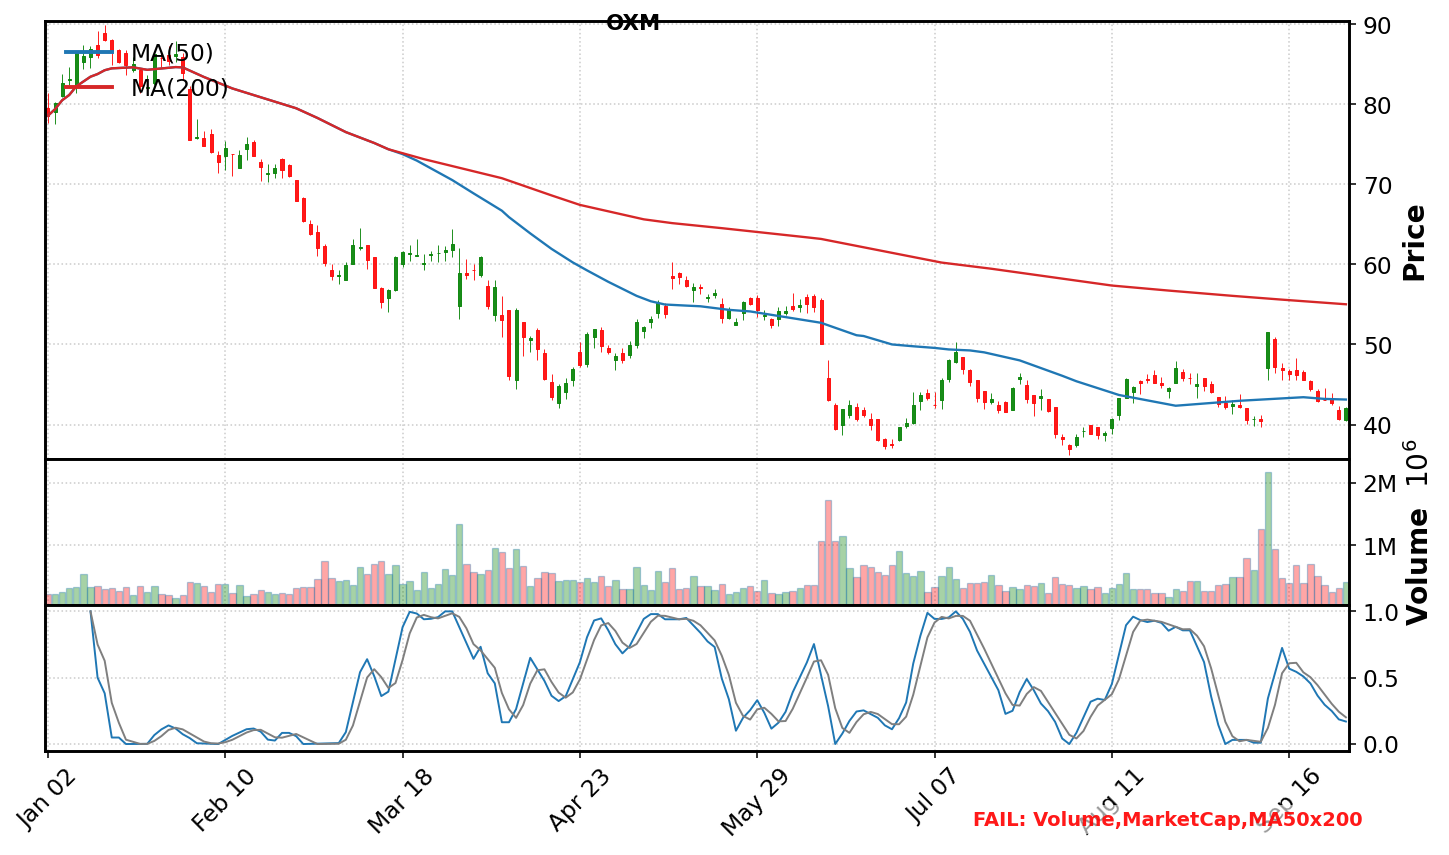 OXM
MA(50)
MA(200)
90
80
70
60
50
40
Price
2M
1M
Volume 10⁶
1.0
0.5
0.0
Jan 02
Feb 10
Mar 18
Apr 23
May 29
Jul 07
Aug 11
Sep 16
FAIL: Volume,MarketCap,MA50x200